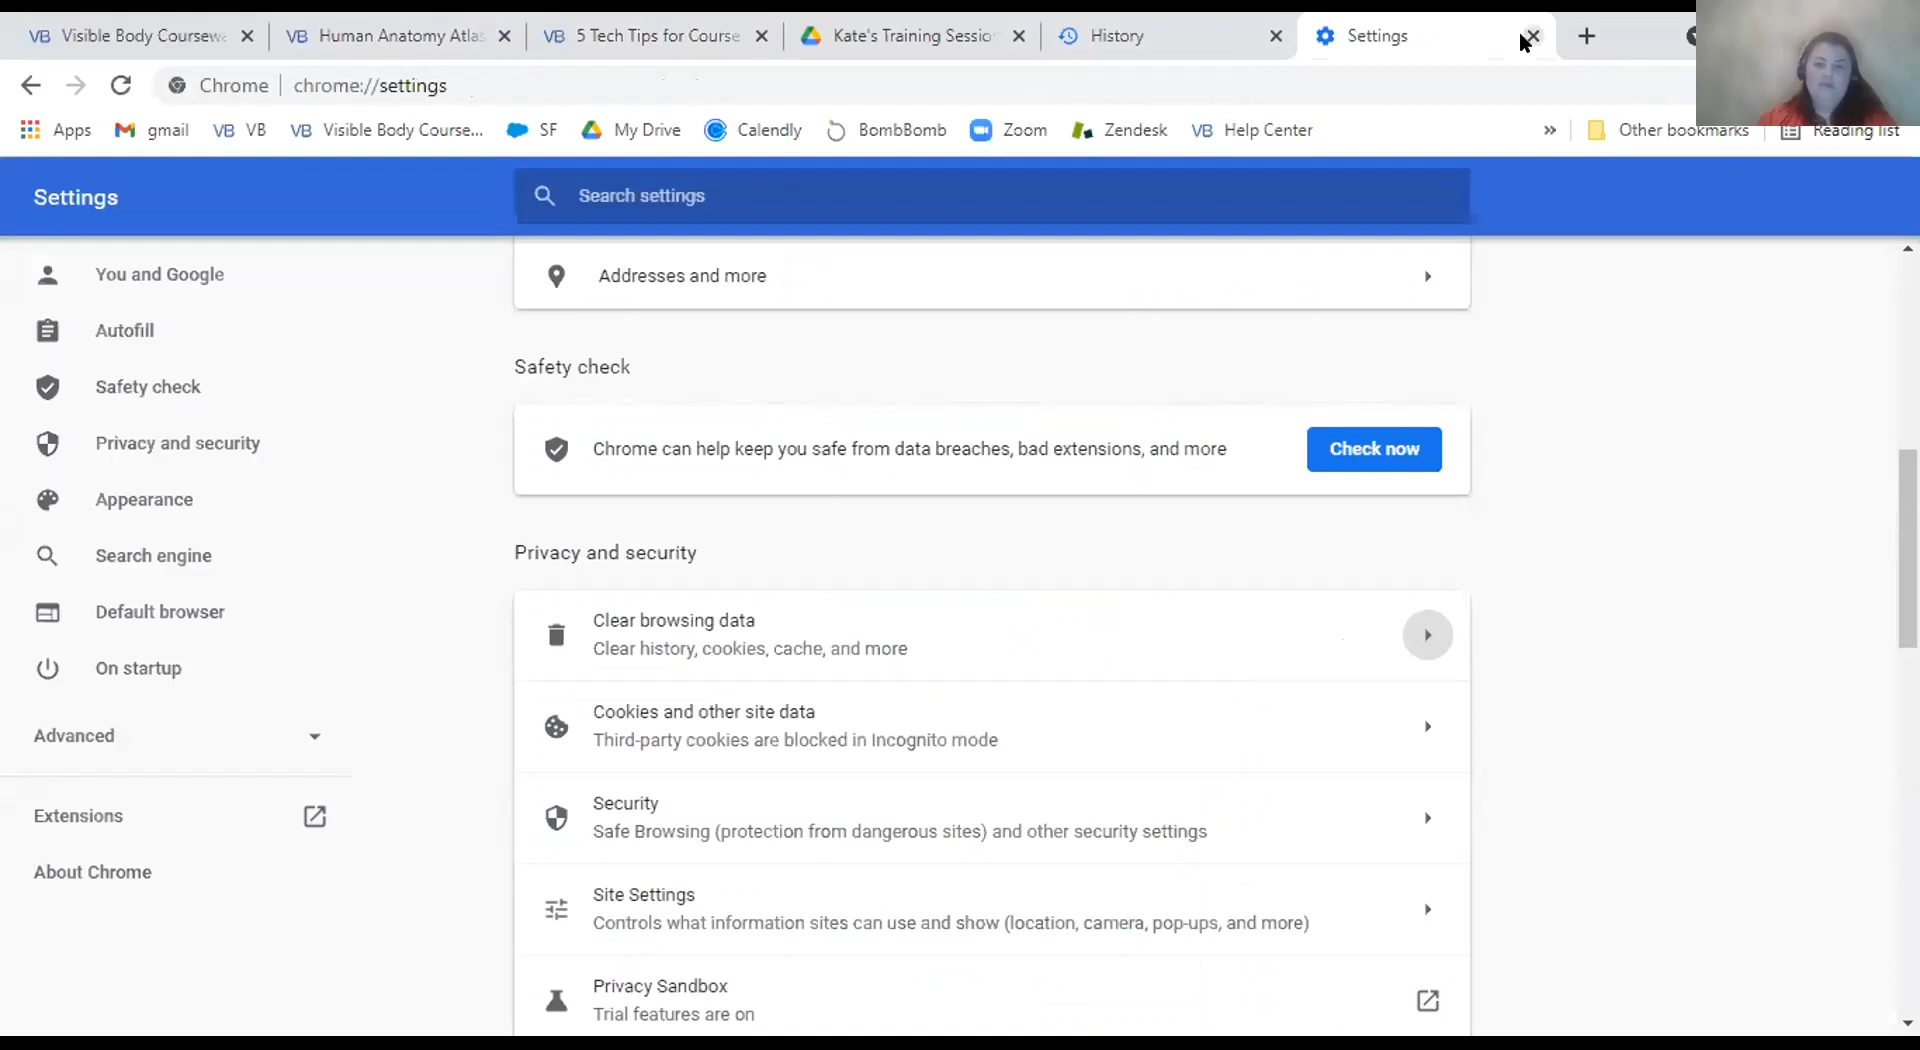 VB Visible Body Coursewa
VB Human Anatomy Atlas
VB 5 Tech Tips for Course
Kate's Training Sessio
History
Settings
Chrome chrome://settings
Apps gmail VB VB VB Visible Body Course... SF My Drive Calendly BombBomb Zoom Zendesk VB Help Center » Other bookmarks Reading list
Settings
Search settings
You and Google
Autofill
Safety check
Privacy and security
Appearance
Search engine
Default browser
On startup
Advanced
Extensions
About Chrome
Addresses and more
Safety check
Chrome can help keep you safe from data breaches, bad extensions, and more
Check now
Privacy and security
Clear browsing data
Clear history, cookies, cache, and more
Cookies and other site data
Third-party cookies are blocked in Incognito mode
Security
Safe Browsing (protection from dangerous sites) and other security settings
Site Settings
Controls what information sites can use and show (location, camera, pop-ups, and more)
Privacy Sandbox
Trial features are on